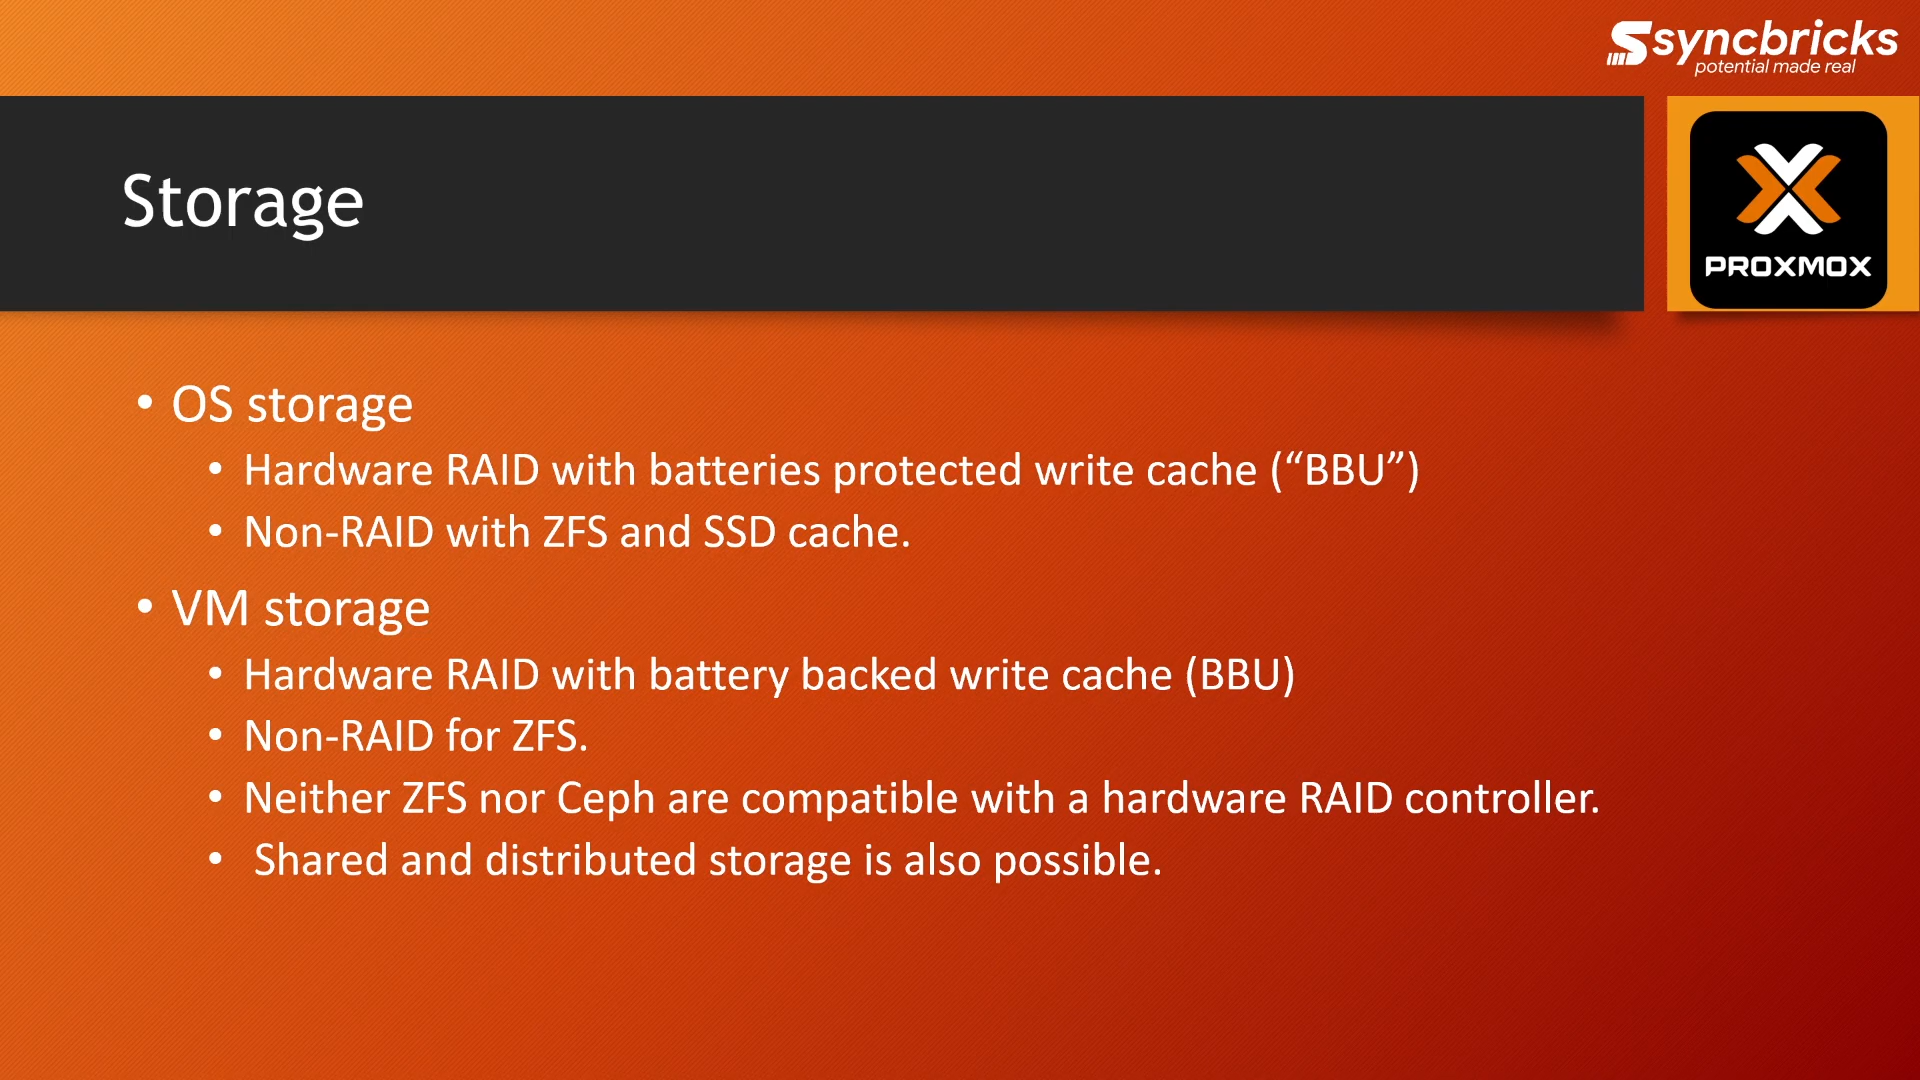 syncbricks
potential made real
Storage
PROXMOX
• OS storage
• Hardware RAID with batteries protected write cache (“BBU”)
• Non-RAID with ZFS and SSD cache.
• VM storage
• Hardware RAID with battery backed write cache (BBU)
• Non-RAID for ZFS.
• Neither ZFS nor Ceph are compatible with a hardware RAID controller.
• Shared and distributed storage is also possible.